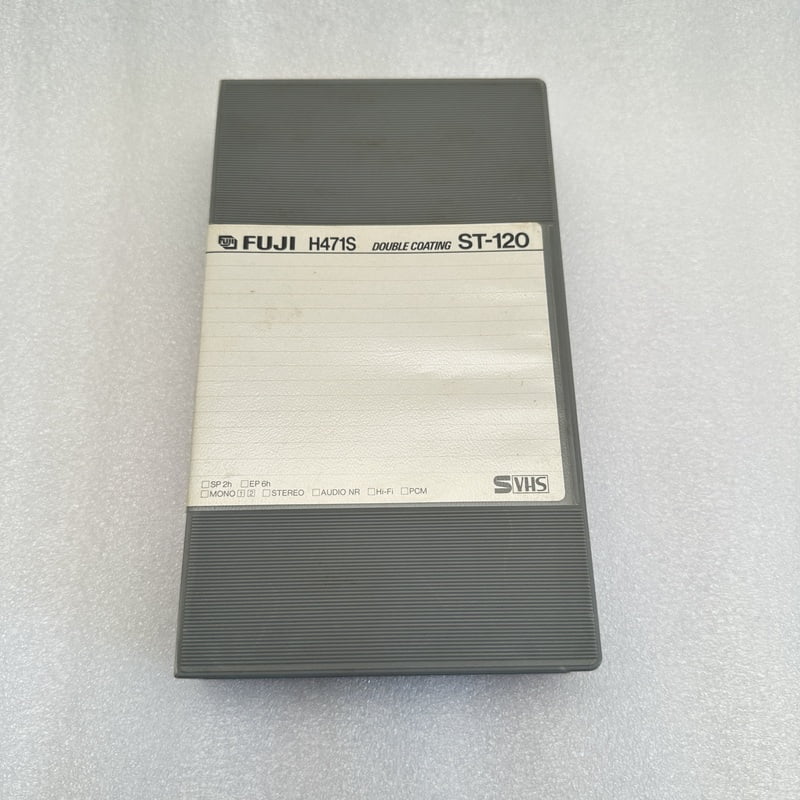 FUJI FUJI H471S DOUBLE COATING ST-120
□SP 2h □EP 6h
□MONO 1 2 □STEREO □AUDIO NR □Hi-Fi □PCM
S VHS